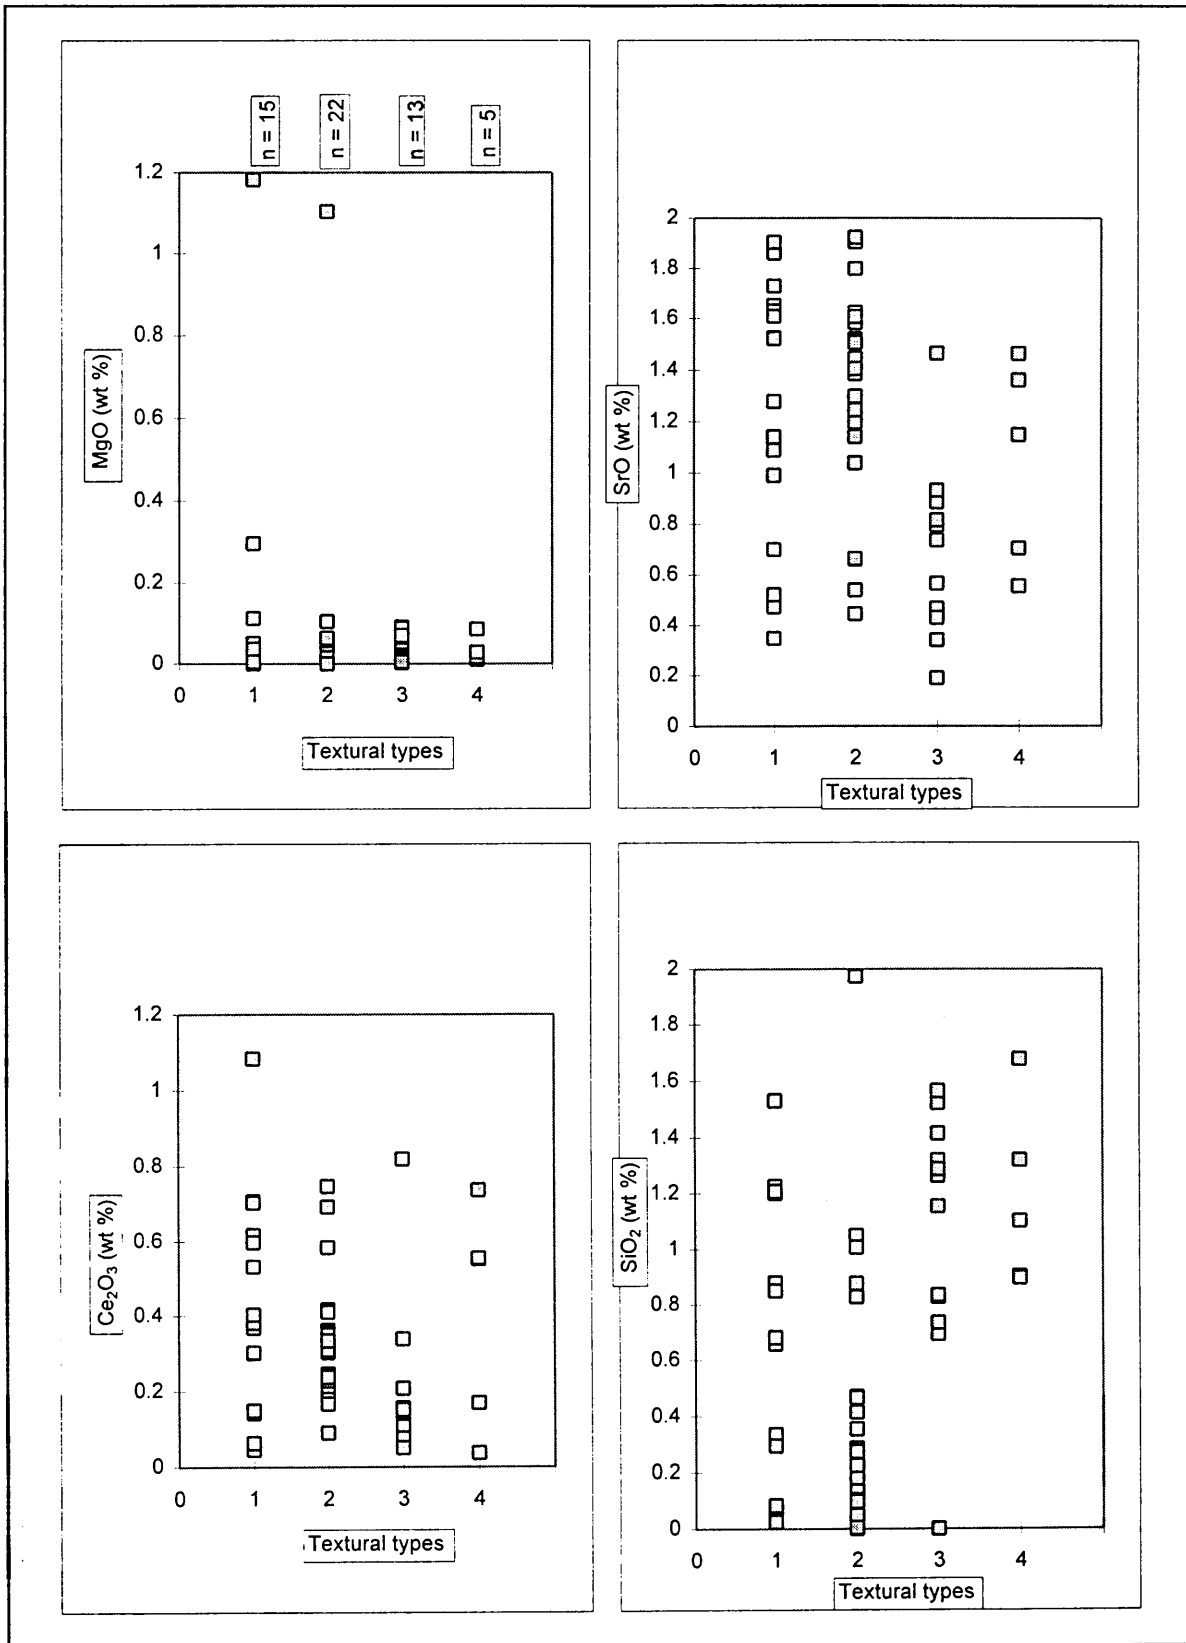 n = 15
n = 22
n = 13
n = 5
1.2
1
0.8
0.6
0.4
0.2
0
MgO (wt %)
0 1 2 3 4
Textural types
2
1.8
1.6
1.4
1.2
1
0.8
0.6
0.4
0.2
0
SrO (wt %)
0 1 2 3 4
Textural types
1.2
1
0.8
0.6
0.4
0.2
0
Ce₂O₃ (wt %)
0 1 2 3 4
Textural types
2
1.8
1.6
1.4
1.2
1
0.8
0.6
0.4
0.2
0
SiO₂ (wt %)
0 1 2 3 4
Textural types